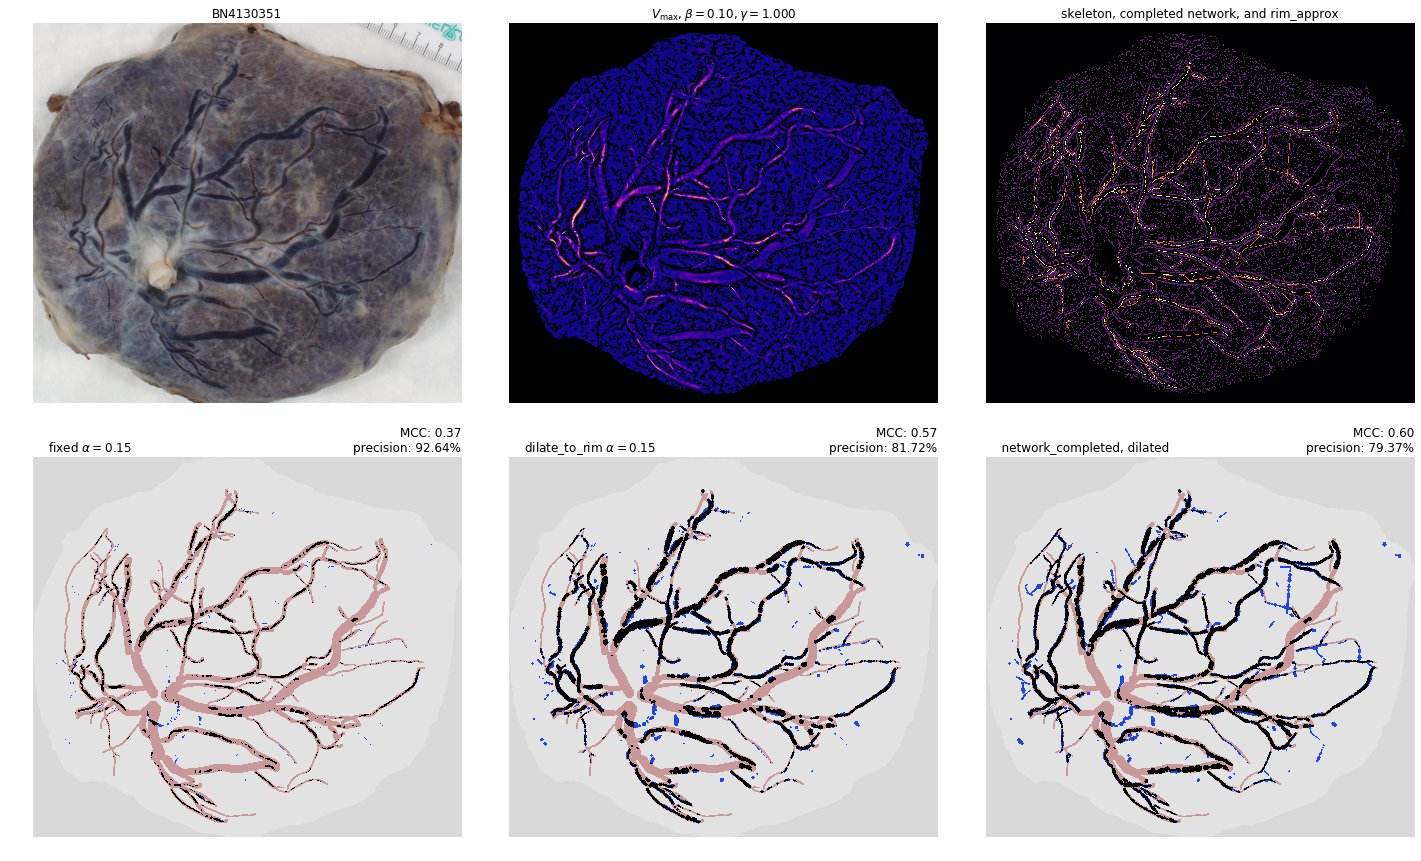 BN4130351
V_max, β = 0.10, γ = 1.000
skeleton, completed network, and rim_approx
fixed α = 0.15
MCC: 0.37
precision: 92.64%
dilate_to_rim α = 0.15
MCC: 0.57
precision: 81.72%
network_completed, dilated
MCC: 0.60
precision: 79.37%